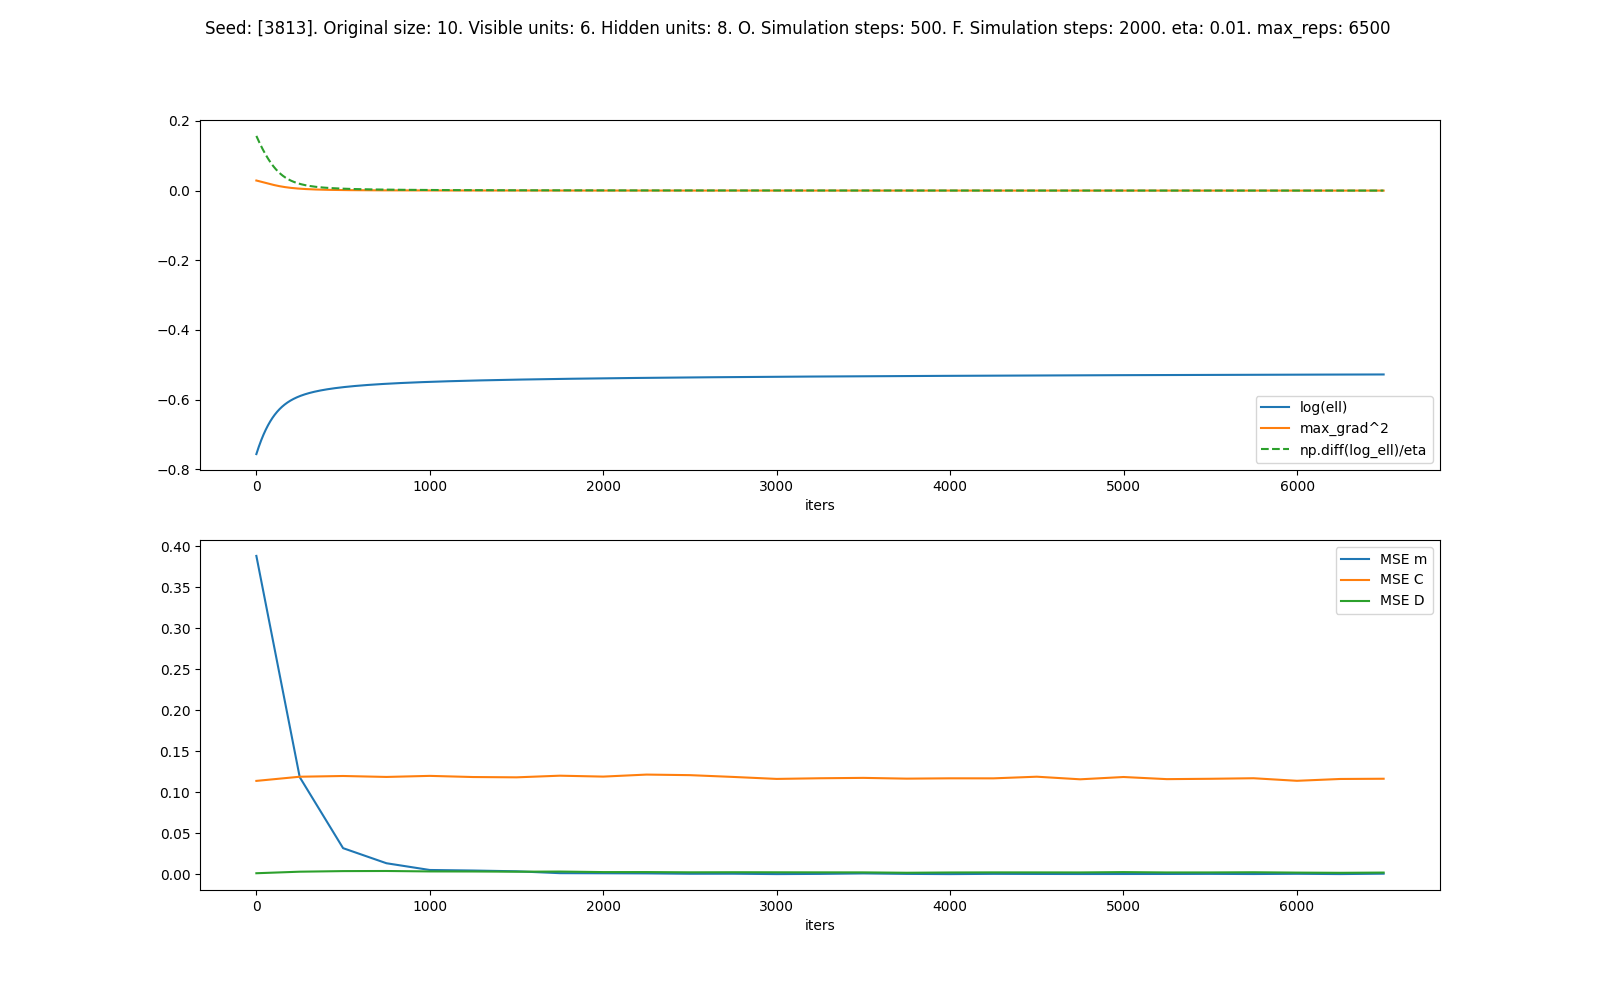 Seed: [3813]. Original size: 10. Visible units: 6. Hidden units: 8. O. Simulation steps: 500. F. Simulation steps: 2000. eta: 0.01. max_reps: 6500
0.2
0.0
−0.2
−0.4
−0.6
−0.8
log(ell)
max_grad^2
np.diff(log_ell)/eta
0 1000 2000 3000 4000 5000 6000
iters
0.40
0.35
0.30
0.25
0.20
0.15
0.10
0.05
0.00
MSE m
MSE C
MSE D
0 1000 2000 3000 4000 5000 6000
iters